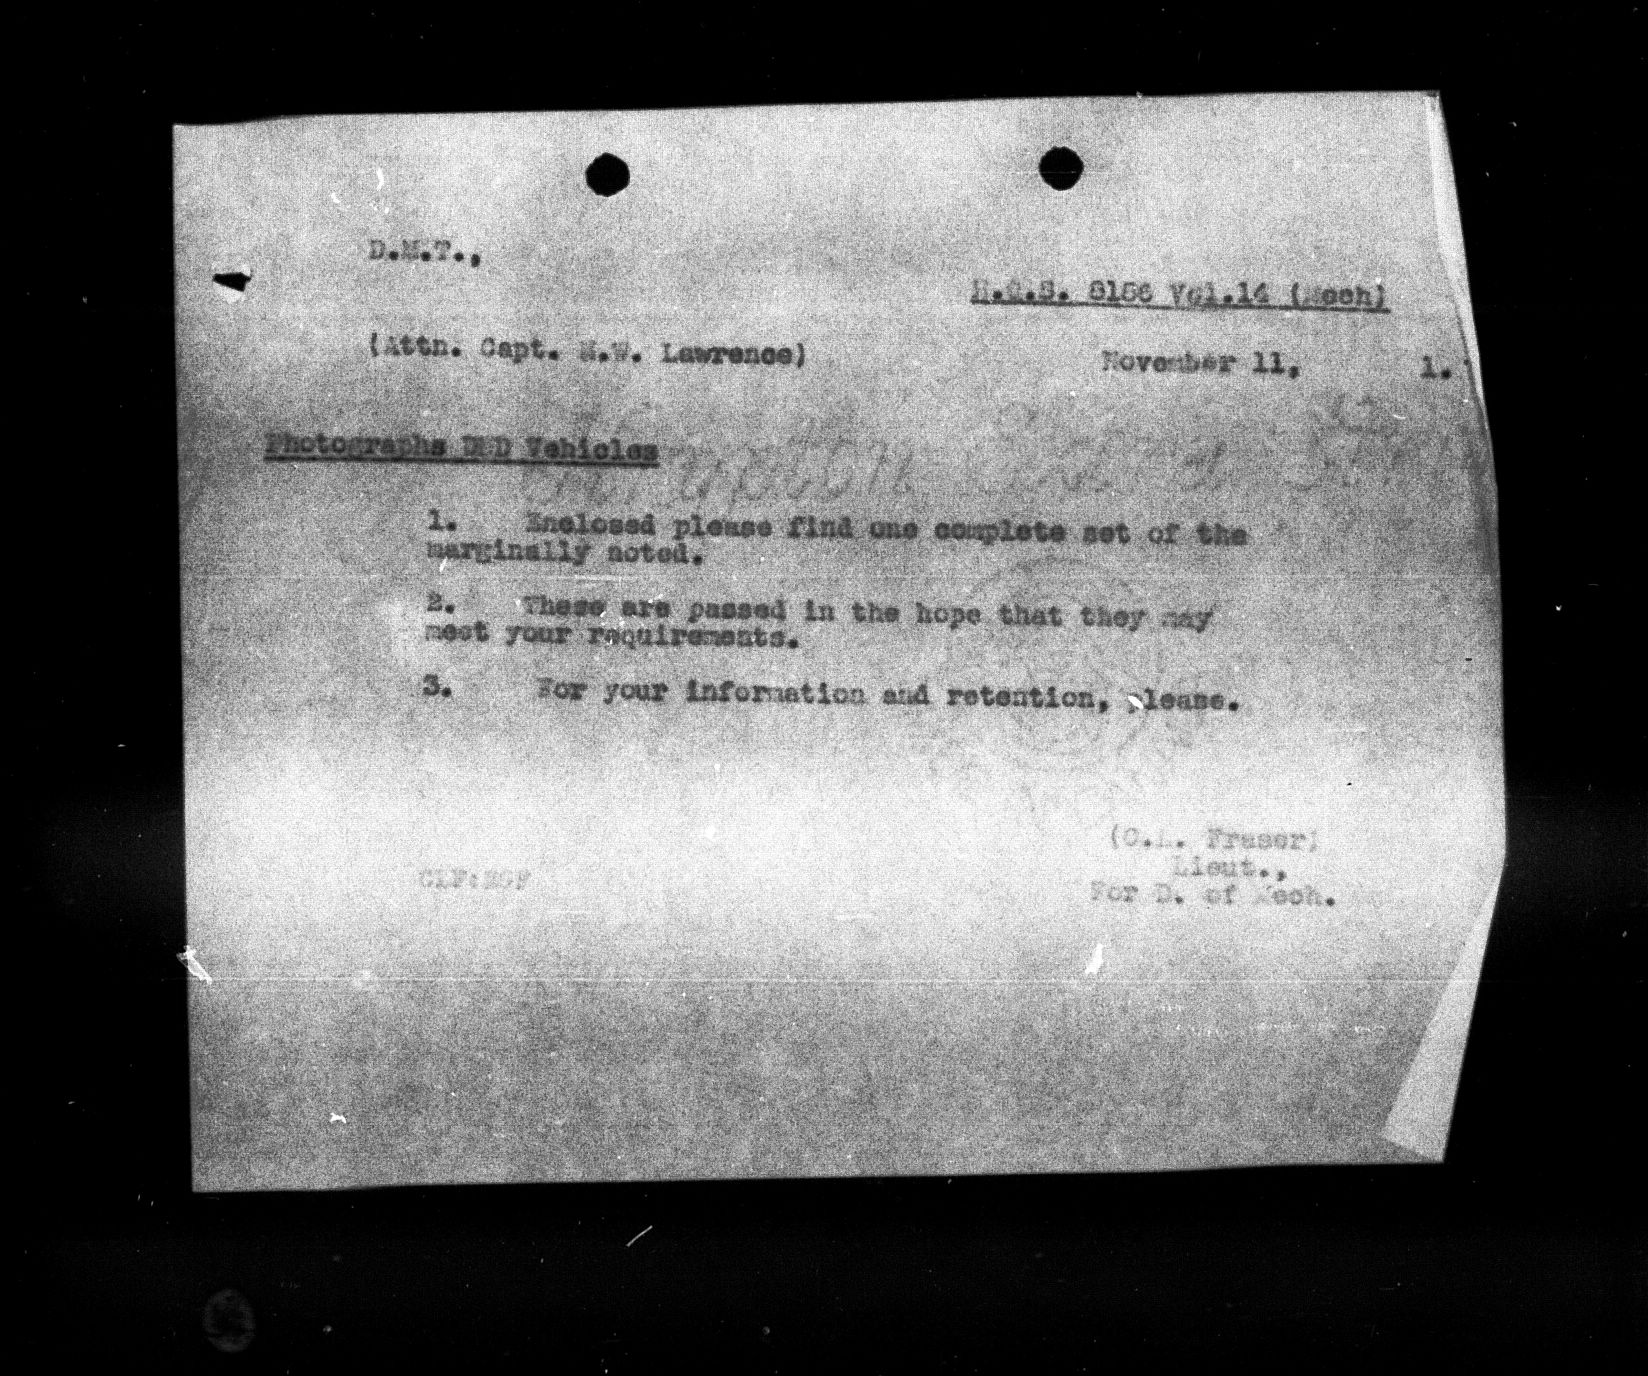 D.M.T.,
H.Q.S. 8156 Vol.14 (Mech)
(Attn. Capt. M.W. Lawrence)
November 11, 1.
Photographs DND Vehicles
1. Enclosed please find one complete set of the
marginally noted.
2. These are passed in the hope that they may
meet your requirements.
3. For your information and retention, please.
(C.L. Fraser)
Lieut.,
For D. of Mech.